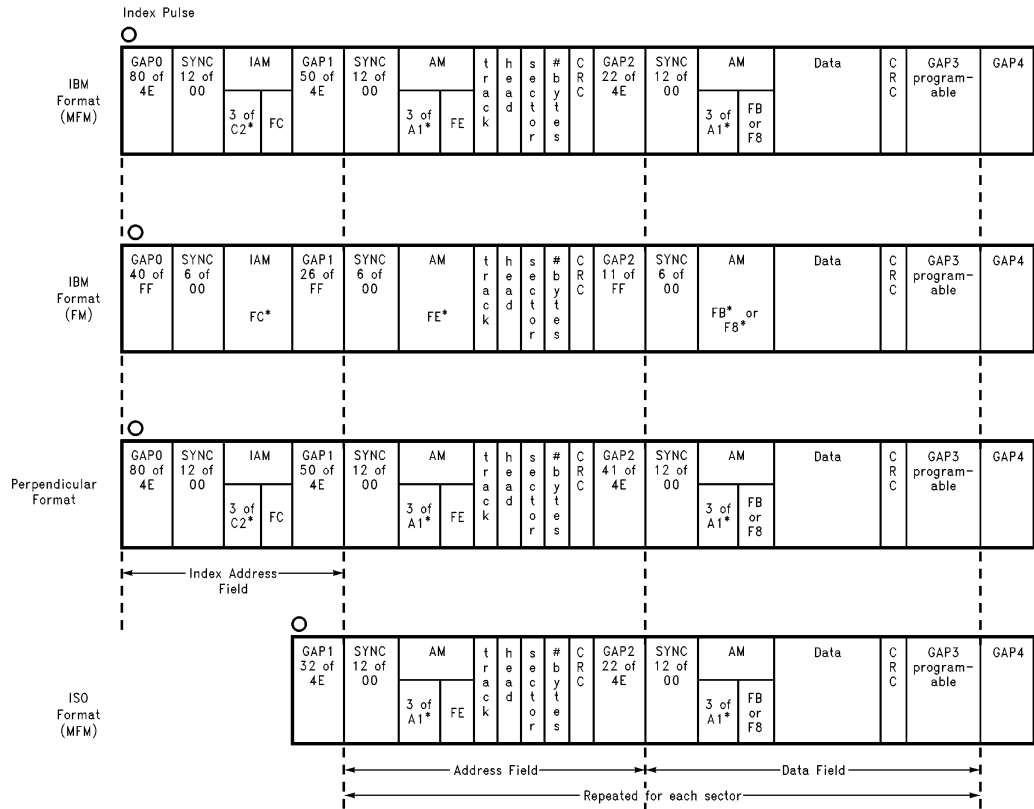 Index Pulse
IBM
Format
(MFM)
GAP0
80 of
4E
SYNC
12 of
00
IAM
3 of
C2*
FC
GAP1
50 of
4E
SYNC
12 of
00
AM
3 of
A1*
FE
track
head
sector
#bytes
CRC
GAP2
22 of
4E
SYNC
12 of
00
AM
3 of
A1*
FB
or
F8
Data
CRC
GAP3
program-
able
GAP4
IBM
Format
(FM)
GAP0
40 of
FF
SYNC
6 of
00
IAM
FC*
GAP1
26 of
FF
SYNC
6 of
00
AM
FE*
track
head
sector
#bytes
CRC
GAP2
11 of
FF
SYNC
6 of
00
AM
FB* or
F8*
Data
CRC
GAP3
program-
able
GAP4
Perpendicular
Format
GAP0
80 of
4E
SYNC
12 of
00
IAM
3 of
C2*
FC
GAP1
50 of
4E
SYNC
12 of
00
AM
3 of
A1*
FE
track
head
sector
#bytes
CRC
GAP2
41 of
4E
SYNC
12 of
00
AM
3 of
A1*
FB
or
F8
Data
CRC
GAP3
program-
able
GAP4
Index Address
Field
ISO
Format
(MFM)
GAP1
32 of
4E
SYNC
12 of
00
AM
3 of
A1*
FE
track
head
sector
#bytes
CRC
GAP2
22 of
4E
SYNC
12 of
00
AM
3 of
A1*
FB
or
F8
Data
CRC
GAP3
program-
able
GAP4
Address Field
Data Field
Repeated for each sector